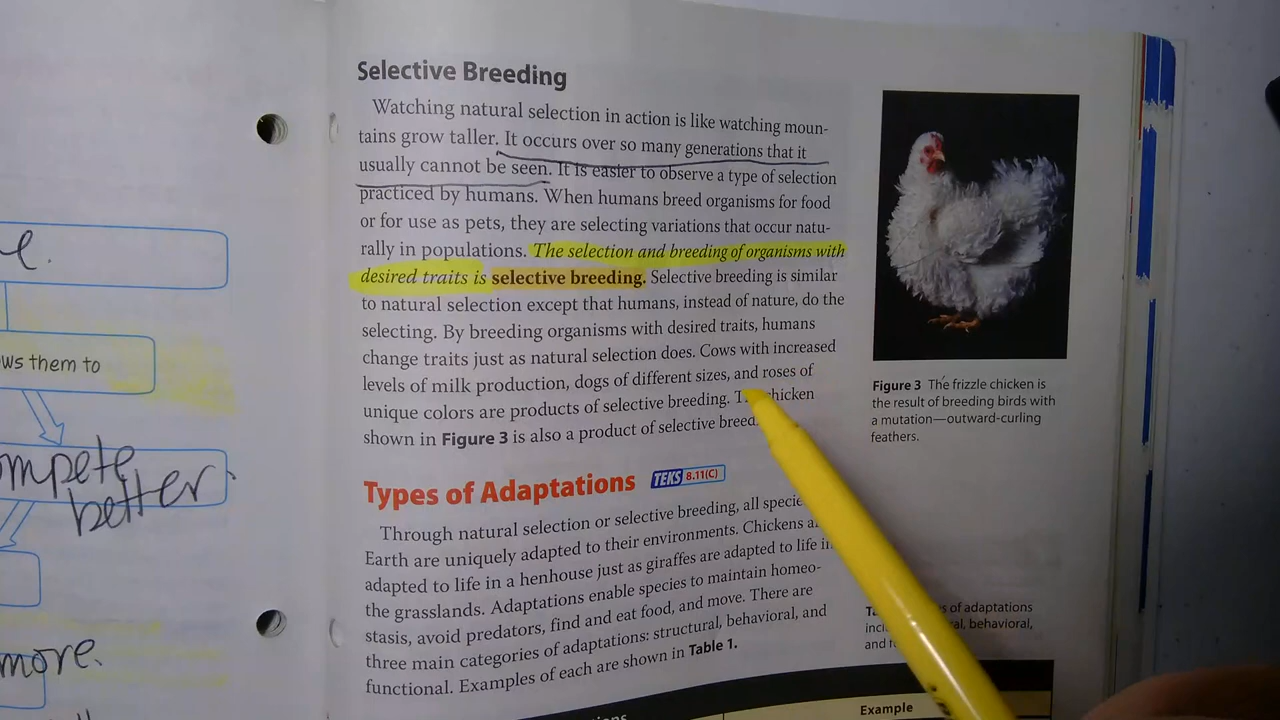 Selective Breeding
Watching natural selection in action is like watching moun-
tains grow taller. It occurs over so many generations that it
usually cannot be seen. It is easier to observe a type of selection
practiced by humans. When humans breed organisms for food
or for use as pets, they are selecting variations that occur natu-
rally in populations. The selection and breeding of organisms with
desired traits is selective breeding. Selective breeding is similar
to natural selection except that humans, instead of nature, do the
selecting. By breeding organisms with desired traits, humans
change traits just as natural selection does. Cows with increased
levels of milk production, dogs of different sizes, and roses of
unique colors are products of selective breeding. chicken
shown in Figure 3 is also a product of selective
Types of Adaptations TEKS 8.11(C)
Through natural selection or selective breeding, all
Earth are uniquely adapted to their environments. Chickens
adapted to life in a henhouse just as giraffes are adapted to life
the grasslands. Adaptations enable species to maintain homeo-
stasis, avoid predators, find and eat food, and move. There are
three main categories of adaptations: structural, behavioral, and
functional. Examples of each are shown in Table 1.
Figure 3 The frizzle chicken is
the result of breeding birds with
a mutation—outward-curling
feathers.
of adaptations
behavioral,
Example
ws them to
better
more.